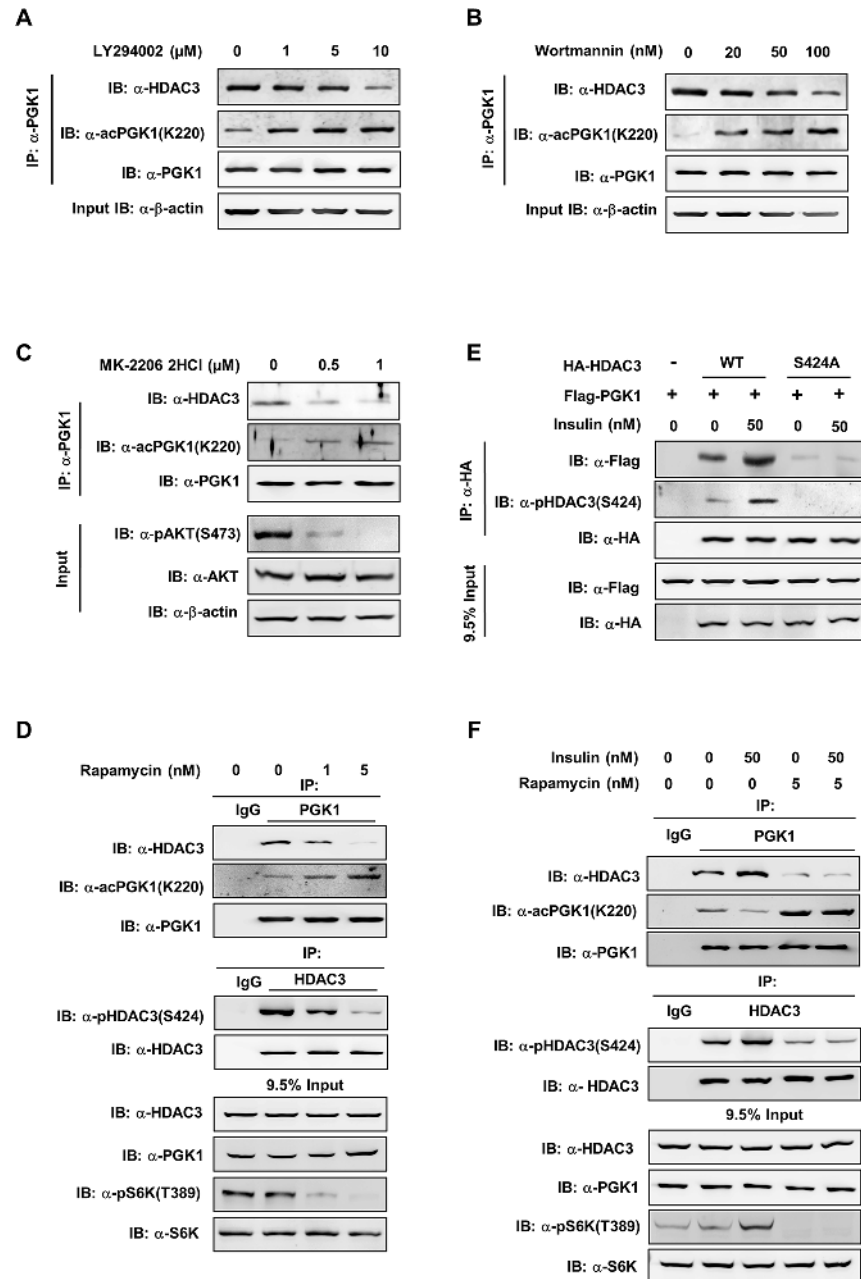 A
LY294002 (µM) 0 1 5 10
IP: α-PGK1
IB: α-HDAC3
IB: α-acPGK1(K220)
IB: α-PGK1
Input IB: α-β-actin
B
Wortmannin (nM) 0 20 50 100
IP: α-PGK1
IB: α-HDAC3
IB: α-acPGK1(K220)
IB: α-PGK1
Input IB: α-β-actin
C
MK-2206 2HCl (µM) 0 0.5 1
IP: α-PGK1
IB: α-HDAC3
IB: α-acPGK1(K220)
IB: α-PGK1
Input
IB: α-pAKT(S473)
IB: α-AKT
IB: α-β-actin
E
HA-HDAC3 - WT S424A
Flag-PGK1 + + + + +
Insulin (nM) 0 0 50 0 50
IP: α-HA
IB: α-Flag
IB: α-pHDAC3(S424)
IB: α-HA
9.5% Input
IB: α-Flag
IB: α-HA
D
Rapamycin (nM) 0 0 1 5
IP:
IgG PGK1
IB: α-HDAC3
IB: α-acPGK1(K220)
IB: α-PGK1
IP:
IgG HDAC3
IB: α-pHDAC3(S424)
IB: α-HDAC3
9.5% Input
IB: α-HDAC3
IB: α-PGK1
IB: α-pS6K(T389)
IB: α-S6K
F
Insulin (nM) 0 0 50 0 50
Rapamycin (nM) 0 0 0 5 5
IP:
IgG PGK1
IB: α-HDAC3
IB: α-acPGK1(K220)
IB: α-PGK1
IP:
IgG HDAC3
IB: α-pHDAC3(S424)
IB: α- HDAC3
9.5% Input
IB: α-HDAC3
IB: α-PGK1
IB: α-pS6K(T389)
IB: α-S6K